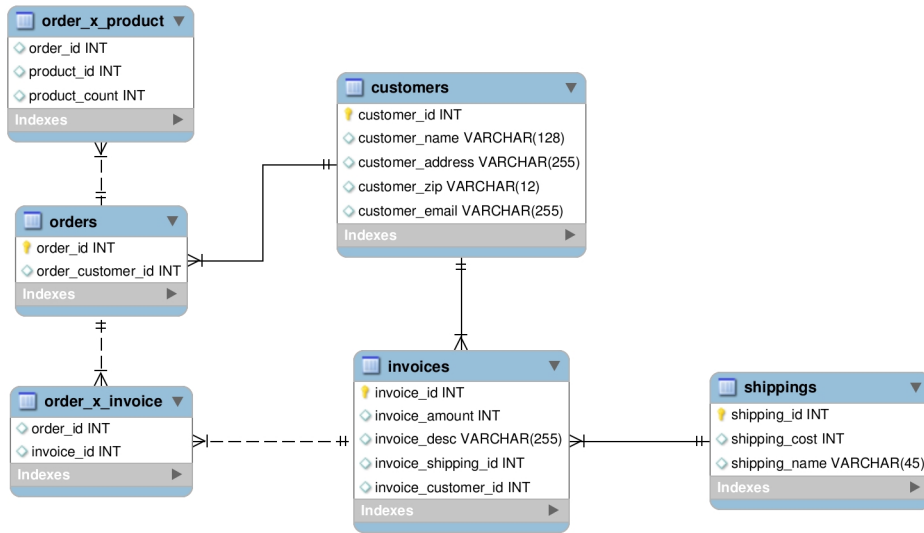 order_x_product
order_id INT
product_id INT
product_count INT
Indexes
customers
customer_id INT
customer_name VARCHAR(128)
customer_address VARCHAR(255)
customer_zip VARCHAR(12)
customer_email VARCHAR(255)
Indexes
orders
order_id INT
order_customer_id INT
Indexes
order_x_invoice
order_id INT
invoice_id INT
Indexes
invoices
invoice_id INT
invoice_amount INT
invoice_desc VARCHAR(255)
invoice_shipping_id INT
invoice_customer_id INT
Indexes
shippings
shipping_id INT
shipping_cost INT
shipping_name VARCHAR(45)
Indexes